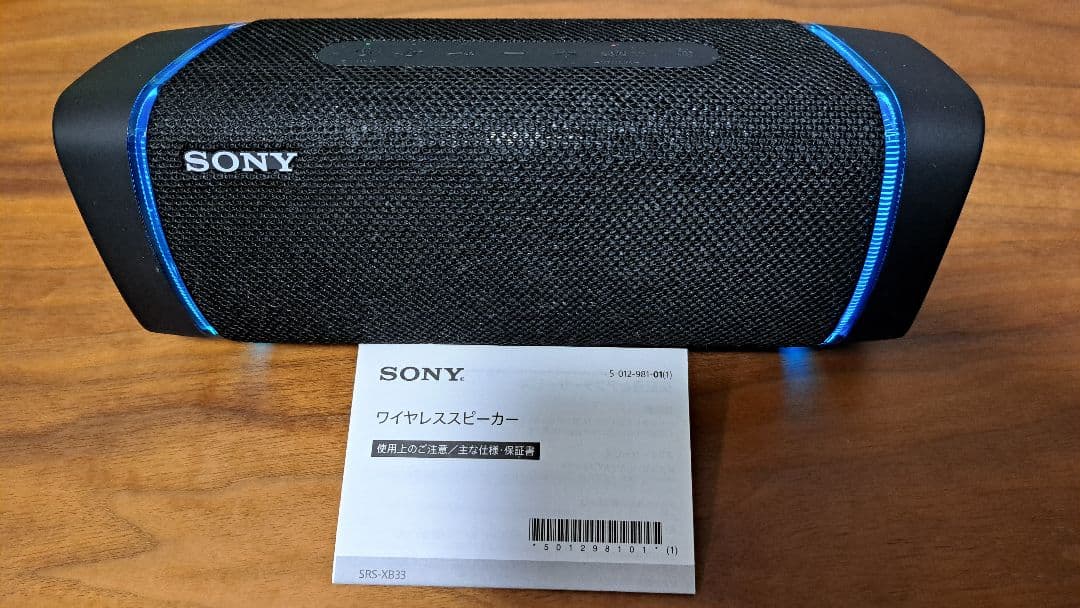 SONY
SONY
5-012-981-01(1)
ワイヤレススピーカー
使用上のご注意／主な仕様・保証書
*501298101* (1)
SRS-XB33